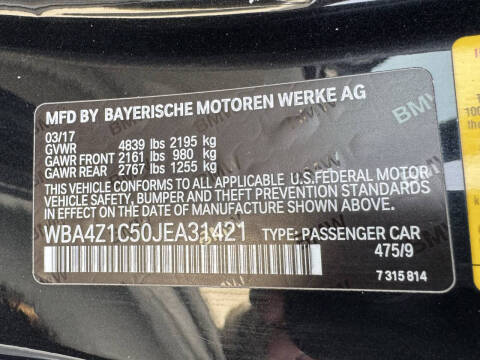 MFD BY BAYERISCHE MOTOREN WERKE AG
03/17
GVWR 4839 lbs 2195 kg
GAWR FRONT 2161 lbs 980 kg
GAWR REAR 2767 lbs 1255 kg
THIS VEHICLE CONFORMS TO ALL APPLICABLE U.S.FEDERAL MOTOR
VEHICLE SAFETY, BUMPER, AND THEFT PREVENTION STANDARDS
IN EFFECT ON THE DATE OF MANUFACTURE SHOWN ABOVE.
WBA4Z1C50JEA31421 TYPE: PASSENGER CAR
475/9
7 315 814